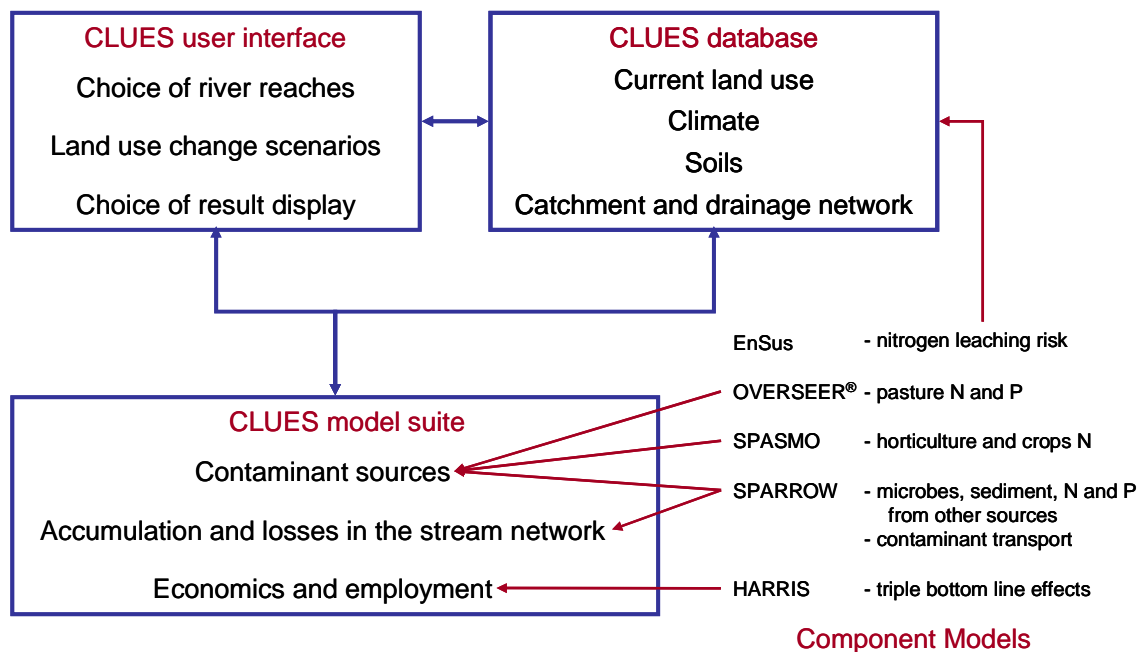 CLUES user interface
Choice of river reaches
Land use change scenarios
Choice of result display
CLUES database
Current land use
Climate
Soils
Catchment and drainage network
CLUES model suite
Contaminant sources
Accumulation and losses in the stream network
Economics and employment
EnSus - nitrogen leaching risk
OVERSEER® - pasture N and P
SPASMO - horticulture and crops N
SPARROW - microbes, sediment, N and P
from other sources
- contaminant transport
HARRIS - triple bottom line effects
Component Models